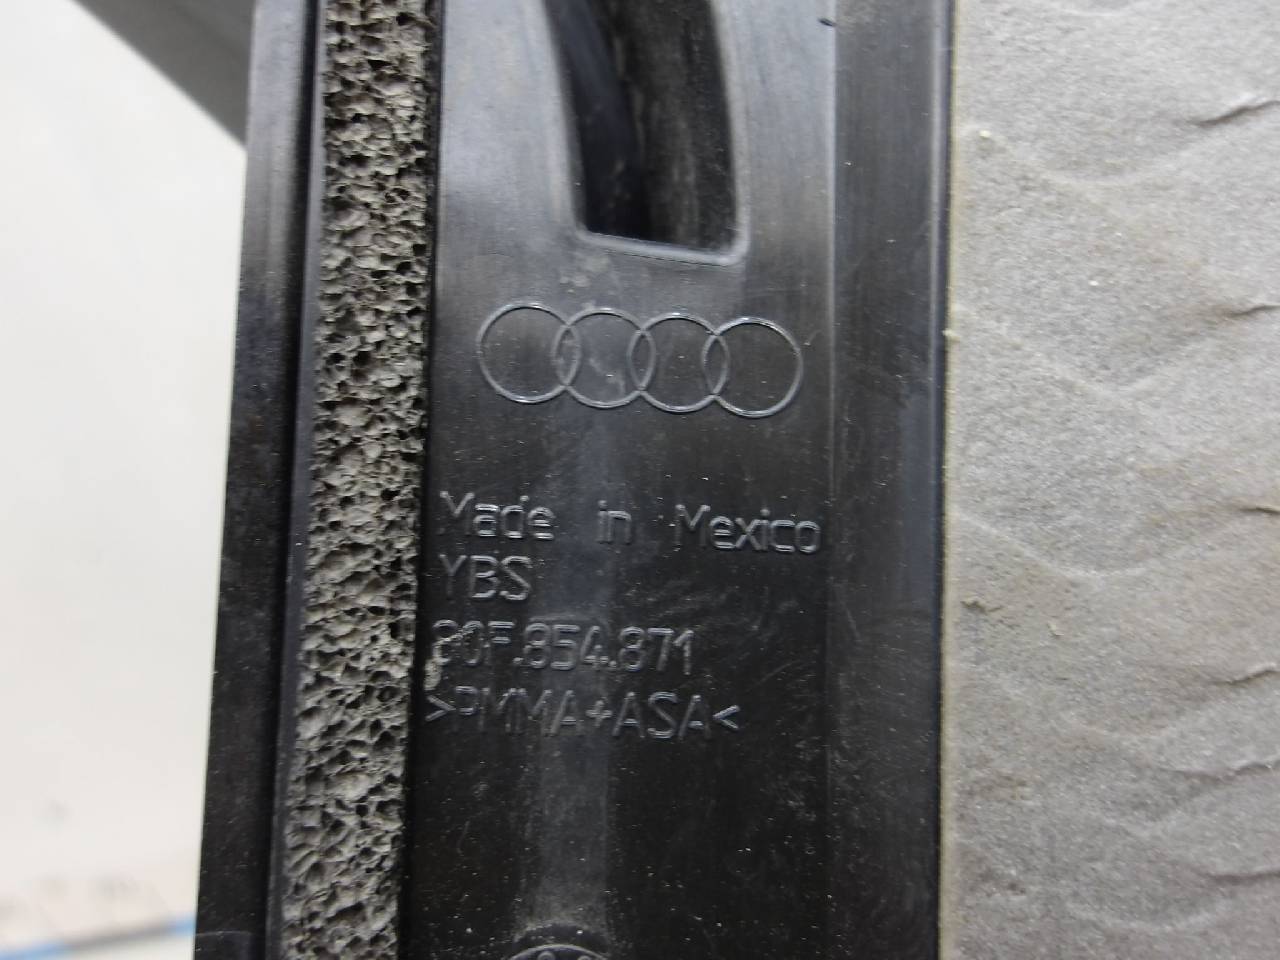 Made in Mexico
YBS
80F.854.871
>PMMA+ASA<